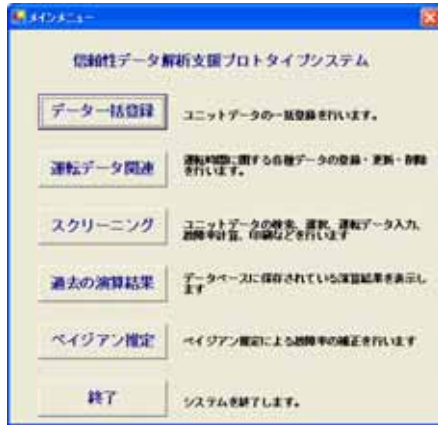 メインメニュー
信頼性データ解析支援プロトタイプシステム
データ一括登録
ユニットデータの一括登録を行います。
運転データ関連
運転時間に関する各種データの登録・更新・削除
を行います。
スクリーニング
ユニットデータの検索、選択、運転データ入力、
故障率計算、印刷などを行います
過去の演算結果
データベースに保存されている演算結果を表示し
ます
ベイジアン推定
ベイジアン推定による故障率の補正を行います
終了
システムを終了します。